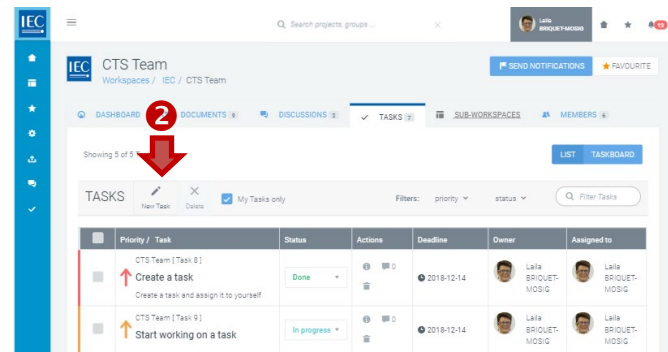 IEC
Search projects, groups ...
Laila
BRIQUET-MOSIG
13
IEC
CTS Team
Workspaces / IEC / CTS Team
SEND NOTIFICATIONS
FAVOURITE
DASHBOARD
2
DOCUMENTS
DISCUSSIONS 2
TASKS 2
SUB-WORKSPACES
MEMBERS 6
Showing 5 of 5
LIST
TASKBOARD
TASKS
New Task
Delete
My Tasks only
Filters:
priority
status
Filter Tasks
Priority / Task
Status
Actions
Deadline
Owner
Assigned to
CTS Team [Task 8]
Create a task
Create a task and assign it to yourself
Done
0
2018-12-14
Laila
BRIQUET-
MOSIG
Laila
BRIQUET-
MOSIG
CTS Team [Task 9]
Start working on a task
In progress
0
2018-12-14
Laila
BRIQUET-
MOSIG
Laila
BRIQUET-
MOSIG